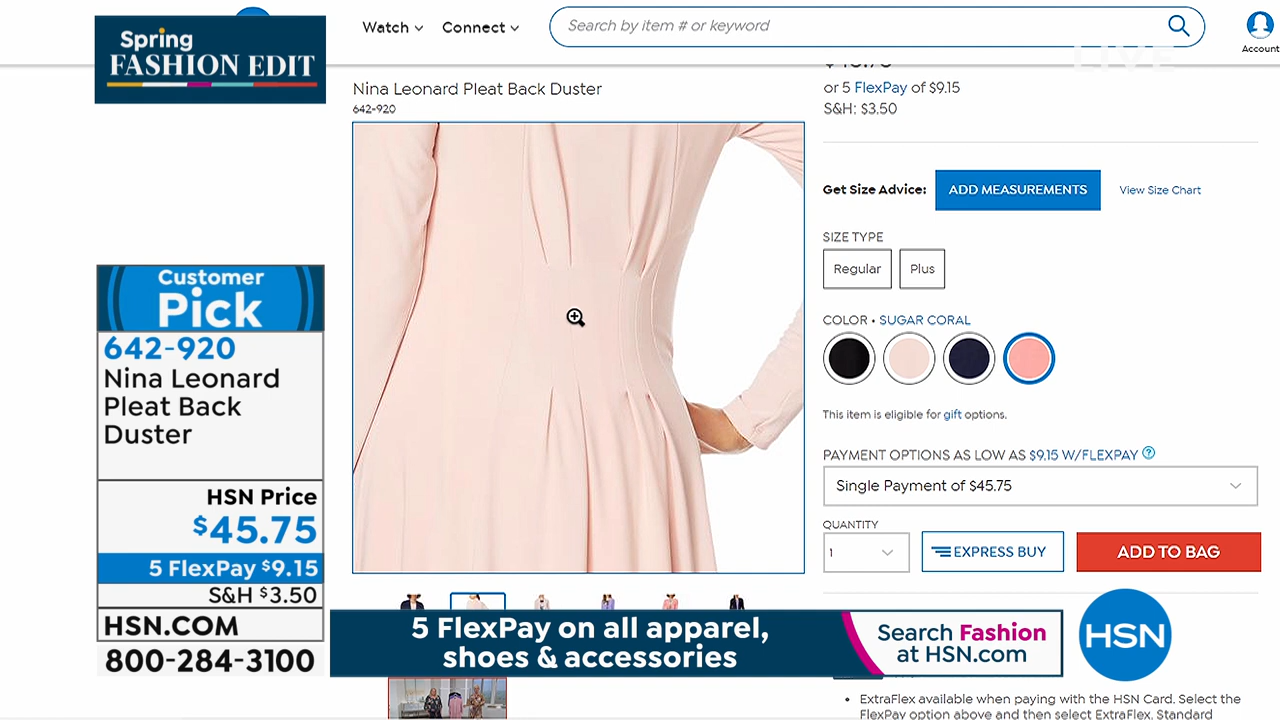 Spring
FASHION EDIT
Watch
Connect
Search by item # or keyword
Account
LIVE
Nina Leonard Pleat Back Duster
642-920
or 5 FlexPay of $9.15
S&H: $3.50
Get Size Advice:
ADD MEASUREMENTS
View Size Chart
SIZE TYPE
Regular
Plus
COLOR • SUGAR CORAL
This item is eligible for gift options.
PAYMENT OPTIONS AS LOW AS $9.15 W/FLEXPAY ?
Single Payment of $45.75
QUANTITY
1
EXPRESS BUY
ADD TO BAG
Customer
Pick
642-920
Nina Leonard
Pleat Back
Duster
HSN Price
$45.75
5 FlexPay $9.15
S&H $3.50
HSN.COM
800-284-3100
5 FlexPay on all apparel,
shoes & accessories
Search Fashion
at HSN.com
HSN
• ExtraFlex available when paying with the HSN Card. Select the
FlexPay option above and then select ExtraFlex, Standard